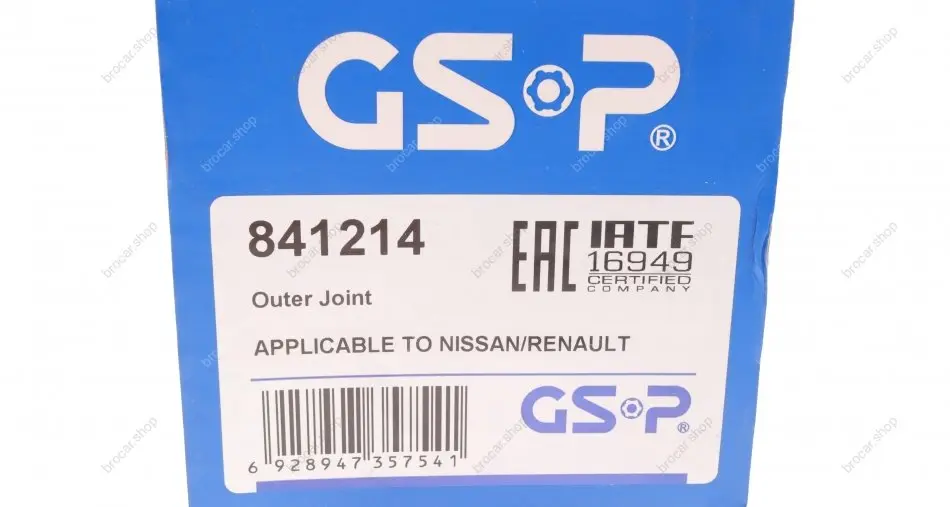 GSP®
841214
EAC IATF
16949
CERTIFIED
COMPANY
Outer Joint
APPLICABLE TO NISSAN/RENAULT
6 928947 357541
GSP®
brocar.shop